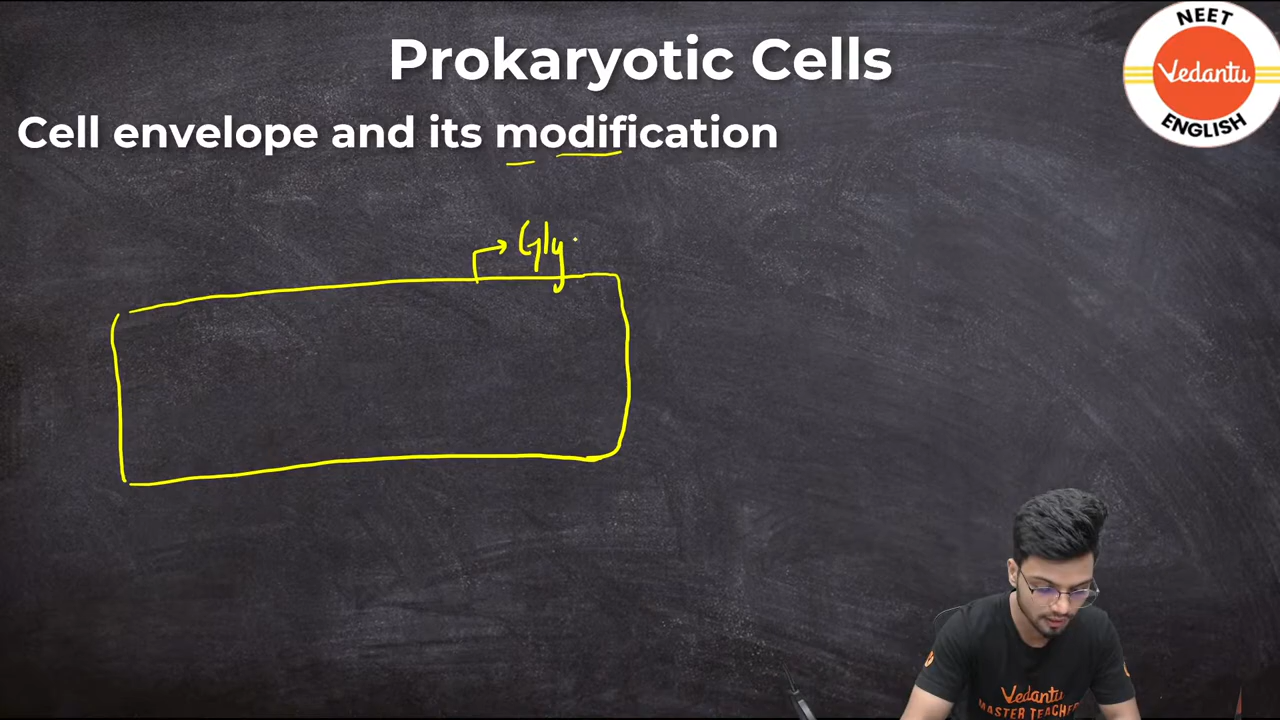 Prokaryotic Cells
NEET
Vedantu
ENGLISH
Cell envelope and its modification
Gly
Vedantu
MASTER TEACHER